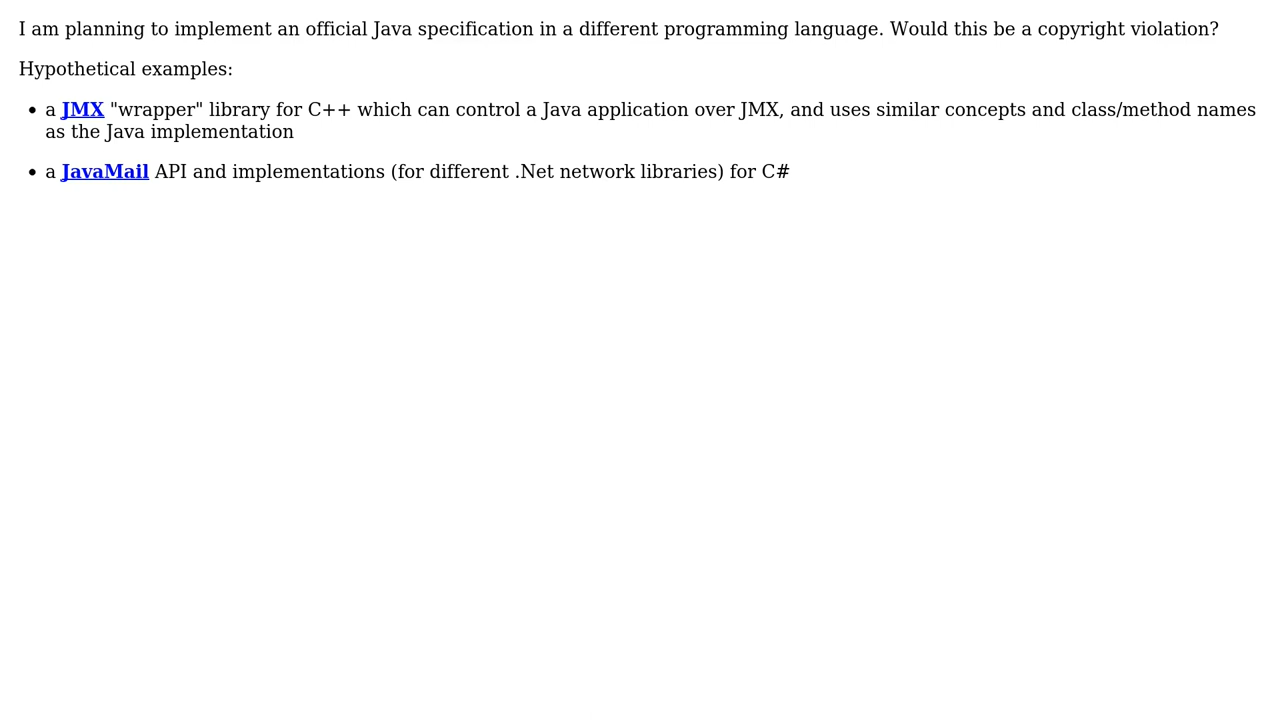 I am planning to implement an official Java specification in a different programming language. Would this be a copyright violation?
Hypothetical examples:
• a JMX "wrapper" library for C++ which can control a Java application over JMX, and uses similar concepts and class/method names
as the Java implementation
• a JavaMail API and implementations (for different .Net network libraries) for C#